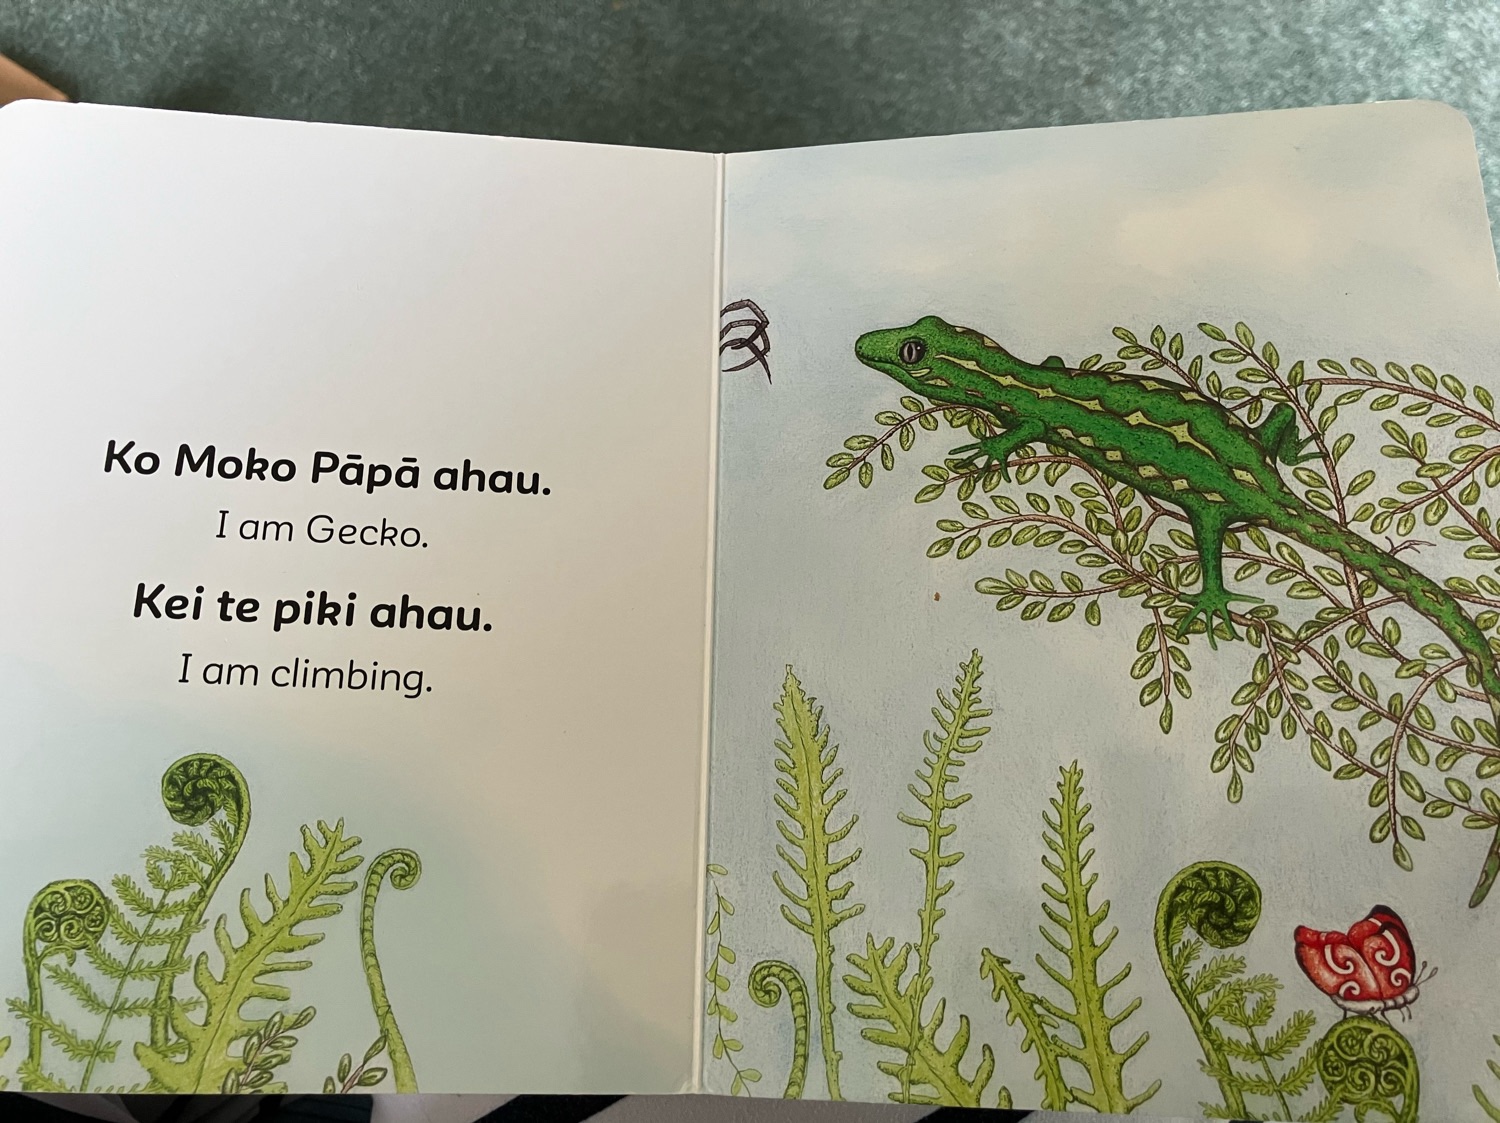 Ko Moko Pāpā ahau.
I am Gecko.
Kei te piki ahau.
I am climbing.